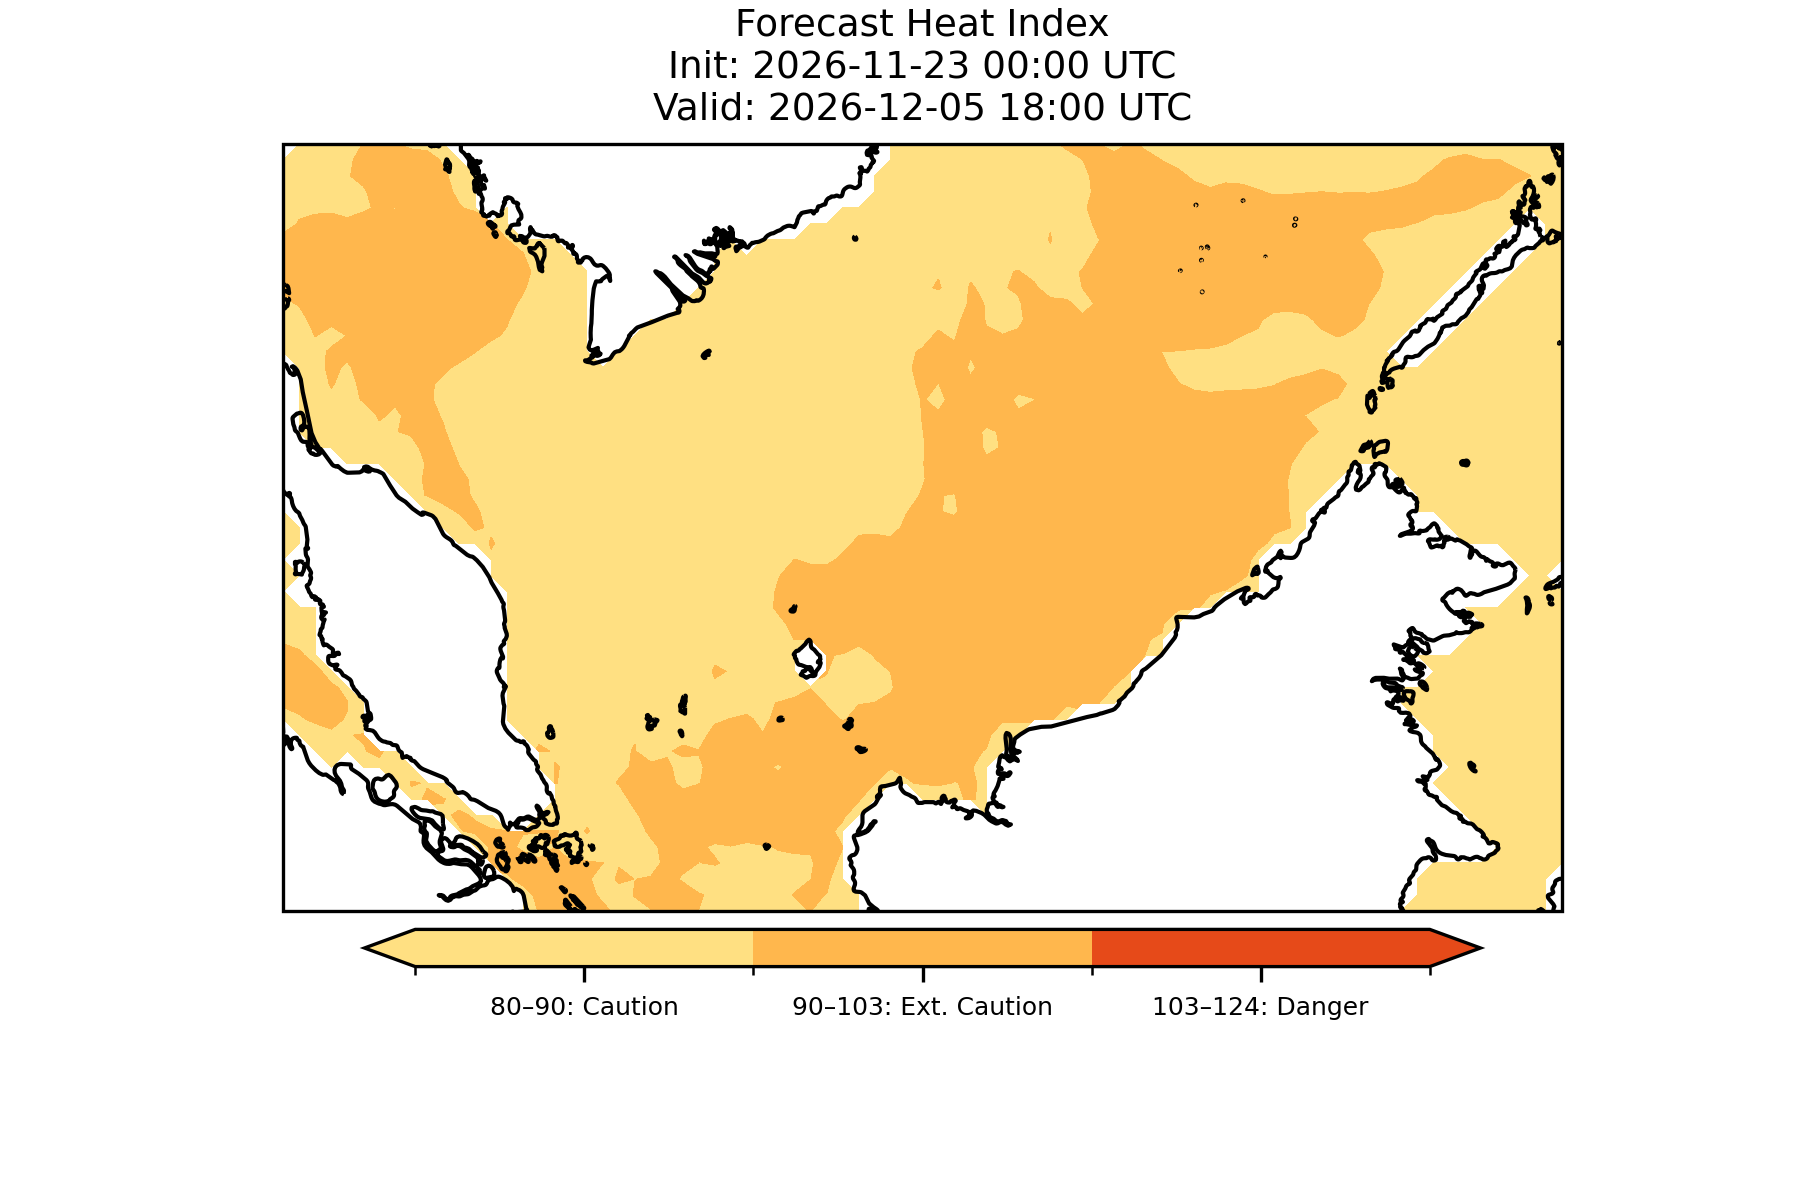 Forecast Heat Index
Init: 2026-11-23 00:00 UTC
Valid: 2026-12-05 18:00 UTC
80–90: Caution
90–103: Ext. Caution
103–124: Danger